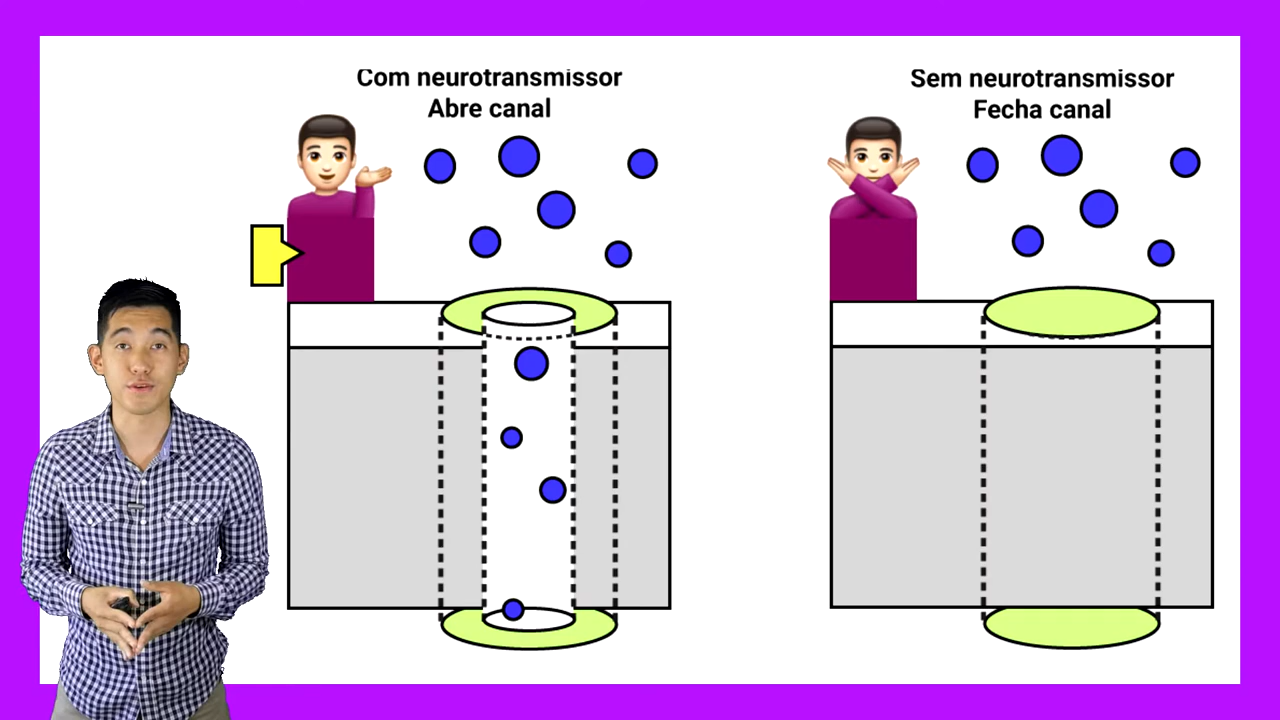 Com neurotransmissor
Abre canal
Sem neurotransmissor
Fecha canal